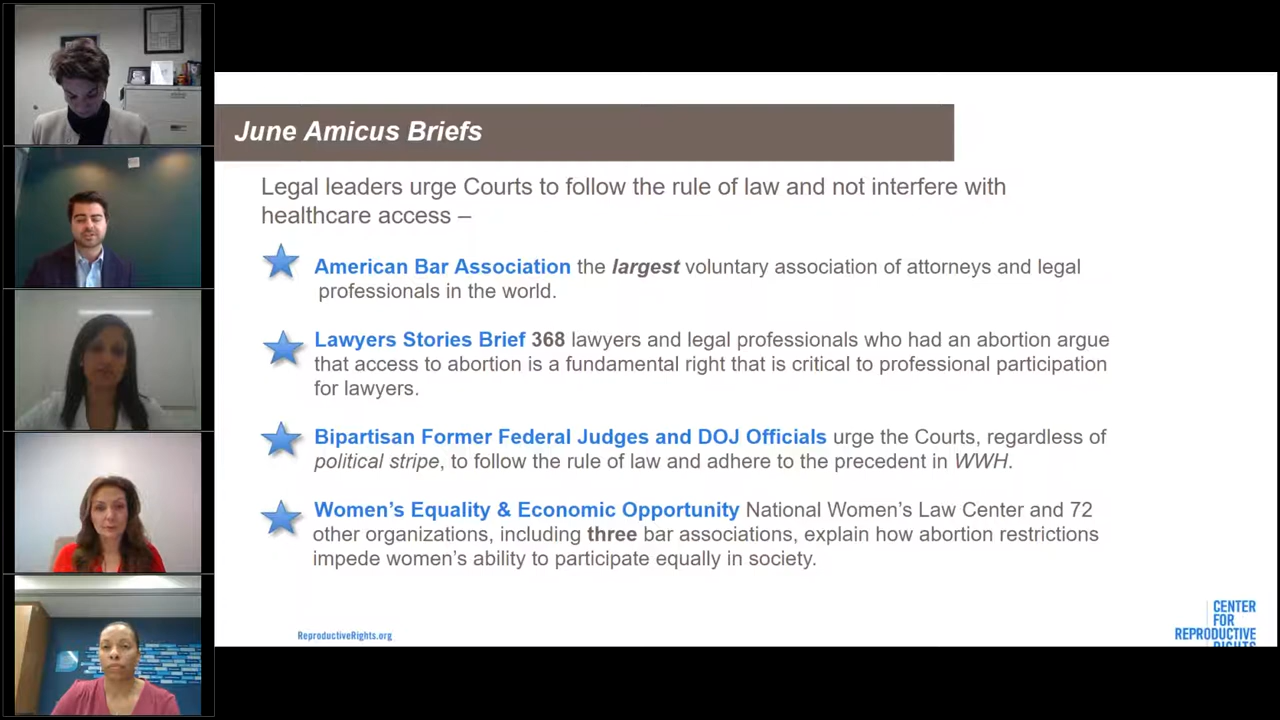 June Amicus Briefs
Legal leaders urge Courts to follow the rule of law and not interfere with
healthcare access –
American Bar Association the largest voluntary association of attorneys and legal
professionals in the world.
Lawyers Stories Brief 368 lawyers and legal professionals who had an abortion argue
that access to abortion is a fundamental right that is critical to professional participation
for lawyers.
Bipartisan Former Federal Judges and DOJ Officials urge the Courts, regardless of
political stripe, to follow the rule of law and adhere to the precedent in WWH.
Women’s Equality & Economic Opportunity National Women’s Law Center and 72
other organizations, including three bar associations, explain how abortion restrictions
impede women’s ability to participate equally in society.
ReproductiveRights.org
CENTER
FOR
REPRODUCTIVE
RIGHTS